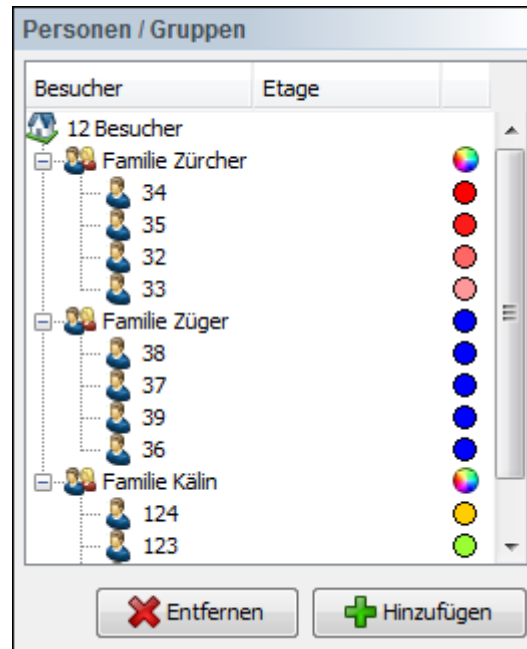 Personen / Gruppen
Besucher Etage
12 Besucher
Familie Zürcher
34
35
32
33
Familie Züger
38
37
39
36
Familie Kälin
124
123
Entfernen Hinzufügen